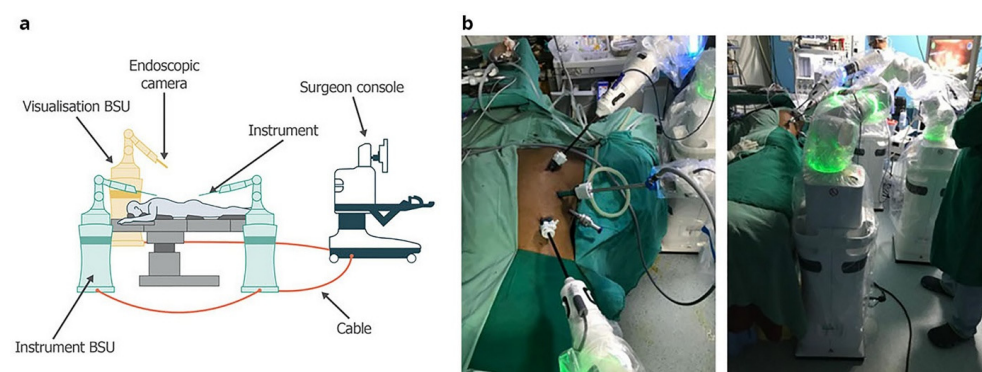 a
b
Endoscopic
camera
Visualisation BSU
Surgeon console
Instrument
Cable
Instrument BSU